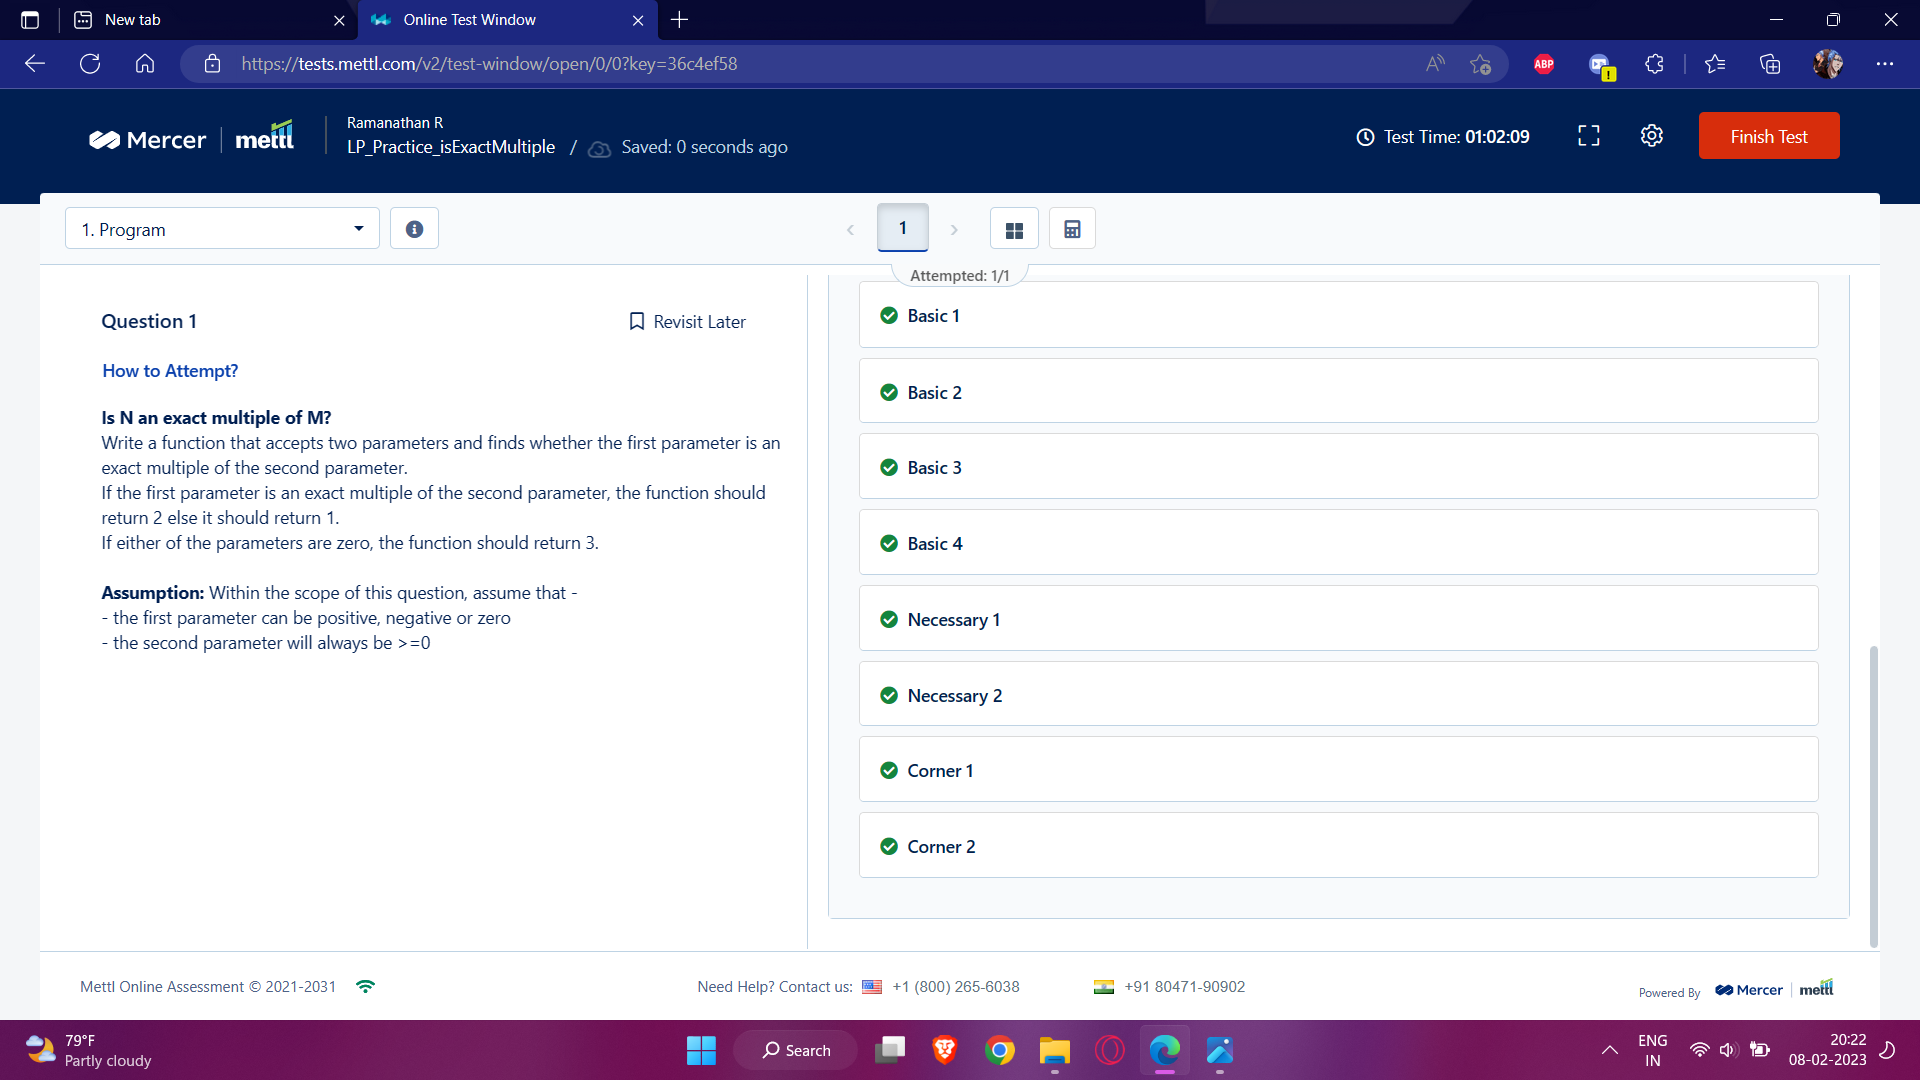 New tab
Online Test Window
https://tests.mettl.com/v2/test-window/open/0/0?key=36c4ef58
ABP
Mercer | mettl
Ramanathan R
LP_Practice_isExactMultiple / Saved: 0 seconds ago
Test Time: 01:02:09
Finish Test
1. Program
1
Attempted: 1/1
Question 1
Revisit Later
How to Attempt?
Is N an exact multiple of M?
Write a function that accepts two parameters and finds whether the first parameter is an
exact multiple of the second parameter.
If the first parameter is an exact multiple of the second parameter, the function should
return 2 else it should return 1.
If either of the parameters are zero, the function should return 3.
Assumption: Within the scope of this question, assume that -
- the first parameter can be positive, negative or zero
- the second parameter will always be >=0
Basic 1
Basic 2
Basic 3
Basic 4
Necessary 1
Necessary 2
Corner 1
Corner 2
Mettl Online Assessment © 2021-2031
Need Help? Contact us: +1 (800) 265-6038
+91 80471-90902
Powered By Mercer | mettl
79°F
Partly cloudy
Search
ENG
IN
20:22
08-02-2023